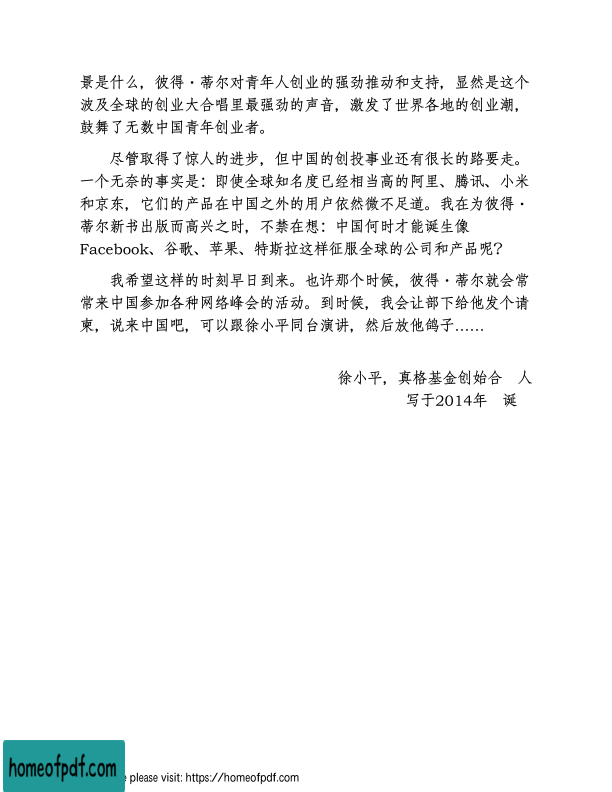 景是什么，彼得·蒂尔对青年人创业的强劲推动和支持，显然是这个
波及全球的创业大合唱里最强劲的声音，激发了世界各地的创业潮，
鼓舞了无数中国青年创业者。
尽管取得了惊人的进步，但中国的创投事业还有很长的路要走。
一个无奈的事实是：即使全球知名度已经相当高的阿里、腾讯、小米
和京东，它们的产品在中国之外的用户依然微不足道。我在为彼得·
蒂尔新书出版而高兴之时，不禁在想：中国何时才能诞生像
Facebook、谷歌、苹果、特斯拉这样征服全球的公司和产品呢？
我希望这样的时刻早日到来。也许那个时候，彼得·蒂尔就会常
常来中国参加各种网络峰会的活动。到时候，我会让部下给他发个请
柬，说来中国吧，可以跟徐小平同台演讲，然后放他鸽子……
徐小平，真格基金创始合　人
写于2014年　诞
homeofpdf.com
e please visit: https://homeofpdf.com